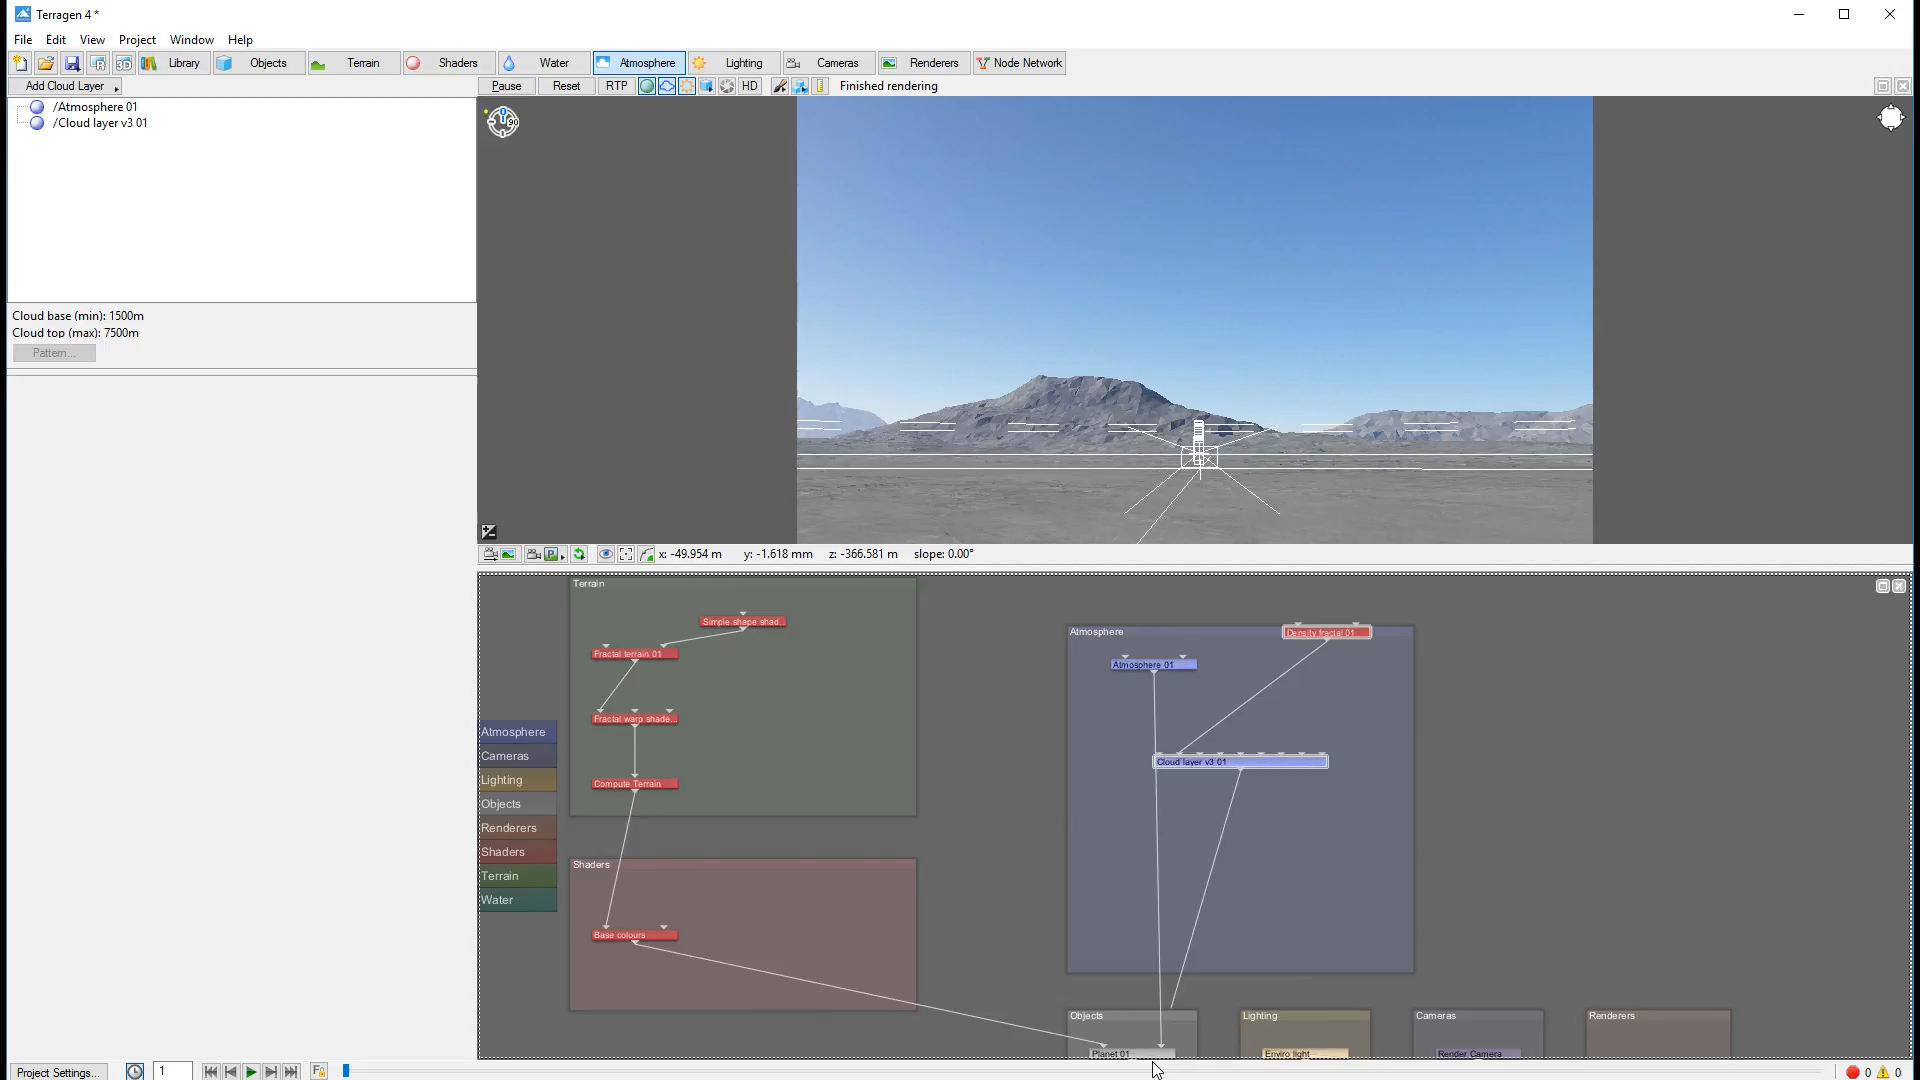 Terragen 4 *
File Edit View Project Window Help
Library Objects Terrain Shaders Water Atmosphere Lighting Cameras Renderers Node Network
Add Cloud Layer Pause Reset RTP HD Finished rendering
/Atmosphere 01
/Cloud layer v3 01
90
Cloud base (min): 1500m
Cloud top (max): 7500m
Pattern...
x: -49.954 m y: -1.618 mm z: -366.581 m slope: 0.00°
Terrain
Simple shape shad...
Fractal terrain 01
Fractal warp shade...
Compute Terrain
Atmosphere
Density fractal 01
Atmosphere 01
Cloud layer v3 01
Atmosphere
Cameras
Lighting
Objects
Renderers
Shaders
Terrain
Water
Shaders
Base colours
Objects Lighting Cameras Renderers
Planet 01 Enviro light Render Camera
Project Settings... 1 0 0